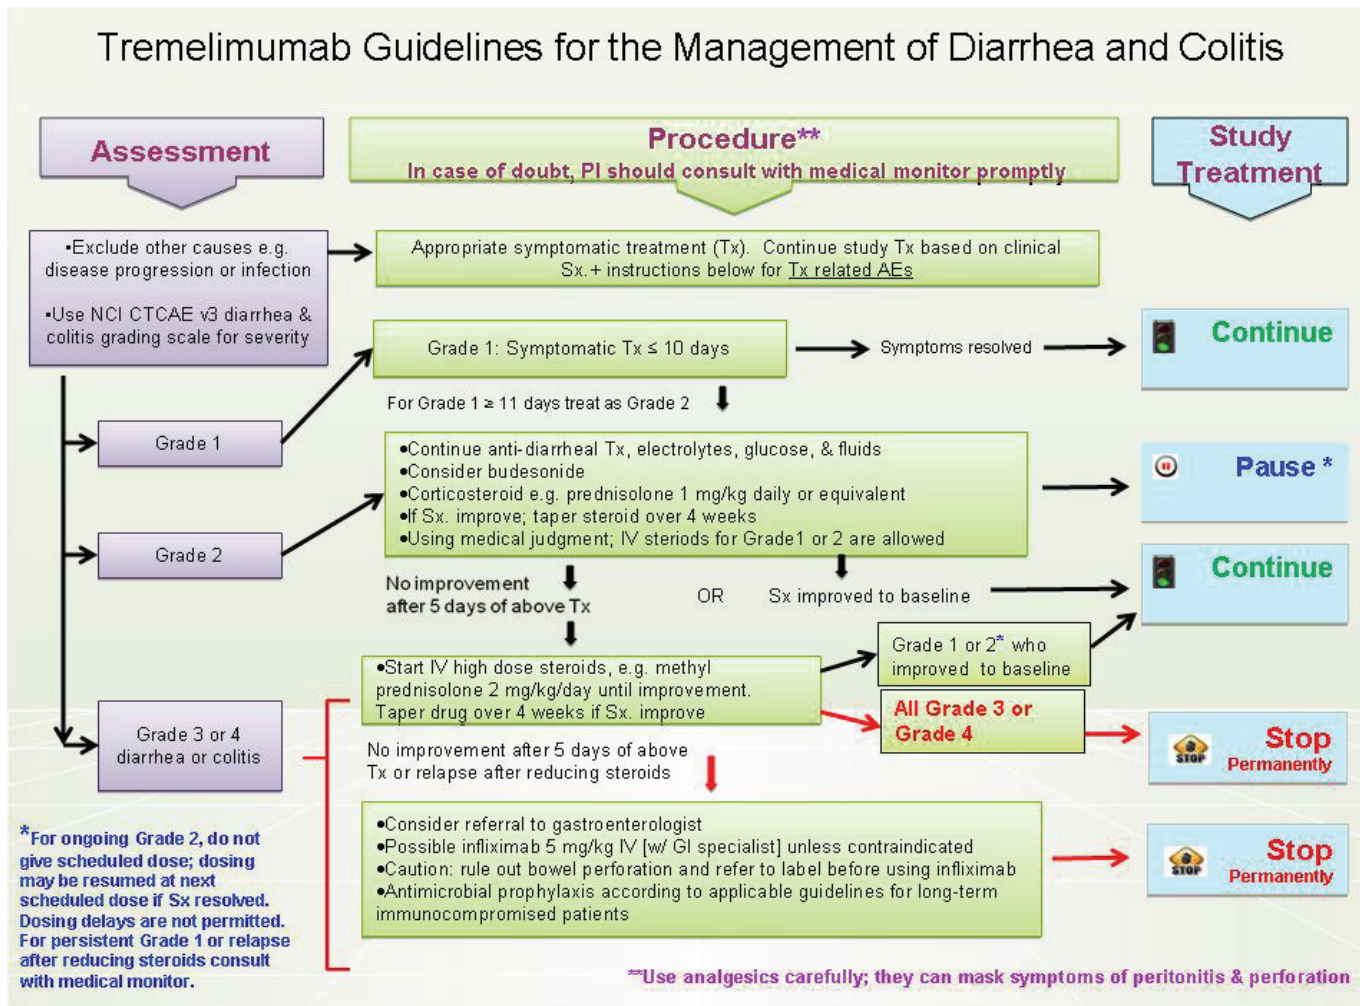 Tremelimumab Guidelines for the Management of Diarrhea and Colitis
Assessment
Procedure**
In case of doubt, PI should consult with medical monitor promptly
Study
Treatment
•Exclude other causes e.g.
disease progression or infection
•Use NCI CTCAE v3 diarrhea &
colitis grading scale for severity
Appropriate symptomatic treatment (Tx). Continue study Tx based on clinical
Sx.+ instructions below for Tx related AEs
Grade 1: Symptomatic Tx ≤ 10 days
Symptoms resolved
Continue
For Grade 1 ≥ 11 days treat as Grade 2
Grade 1
•Continue anti-diarrheal Tx, electrolytes, glucose, & fluids
•Consider budesonide
•Corticosteroid e.g. prednisolone 1 mg/kg daily or equivalent
•If Sx. improve; taper steroid over 4 weeks
•Using medical judgment; IV steriods for Grade1 or 2 are allowed
Pause *
Grade 2
No improvement
after 5 days of above Tx
OR
Sx improved to baseline
Continue
•Start IV high dose steroids, e.g. methyl
prednisolone 2 mg/kg/day until improvement.
Taper drug over 4 weeks if Sx. improve
Grade 1 or 2* who
improved to baseline
All Grade 3 or
Grade 4
Grade 3 or 4
diarrhea or colitis
STOP
Stop
Permanently
No improvement after 5 days of above
Tx or relapse after reducing steroids
•Consider referral to gastroenterologist
•Possible infliximab 5 mg/kg IV [w/ GI specialist] unless contraindicated
•Caution: rule out bowel perforation and refer to label before using infliximab
•Antimicrobial prophylaxis according to applicable guidelines for long-term
immunocompromised patients
STOP
Stop
Permanently
*For ongoing Grade 2, do not
give scheduled dose; dosing
may be resumed at next
scheduled dose if Sx resolved.
Dosing delays are not permitted.
For persistent Grade 1 or relapse
after reducing steroids consult
with medical monitor.
**Use analgesics carefully; they can mask symptoms of peritonitis & perforation